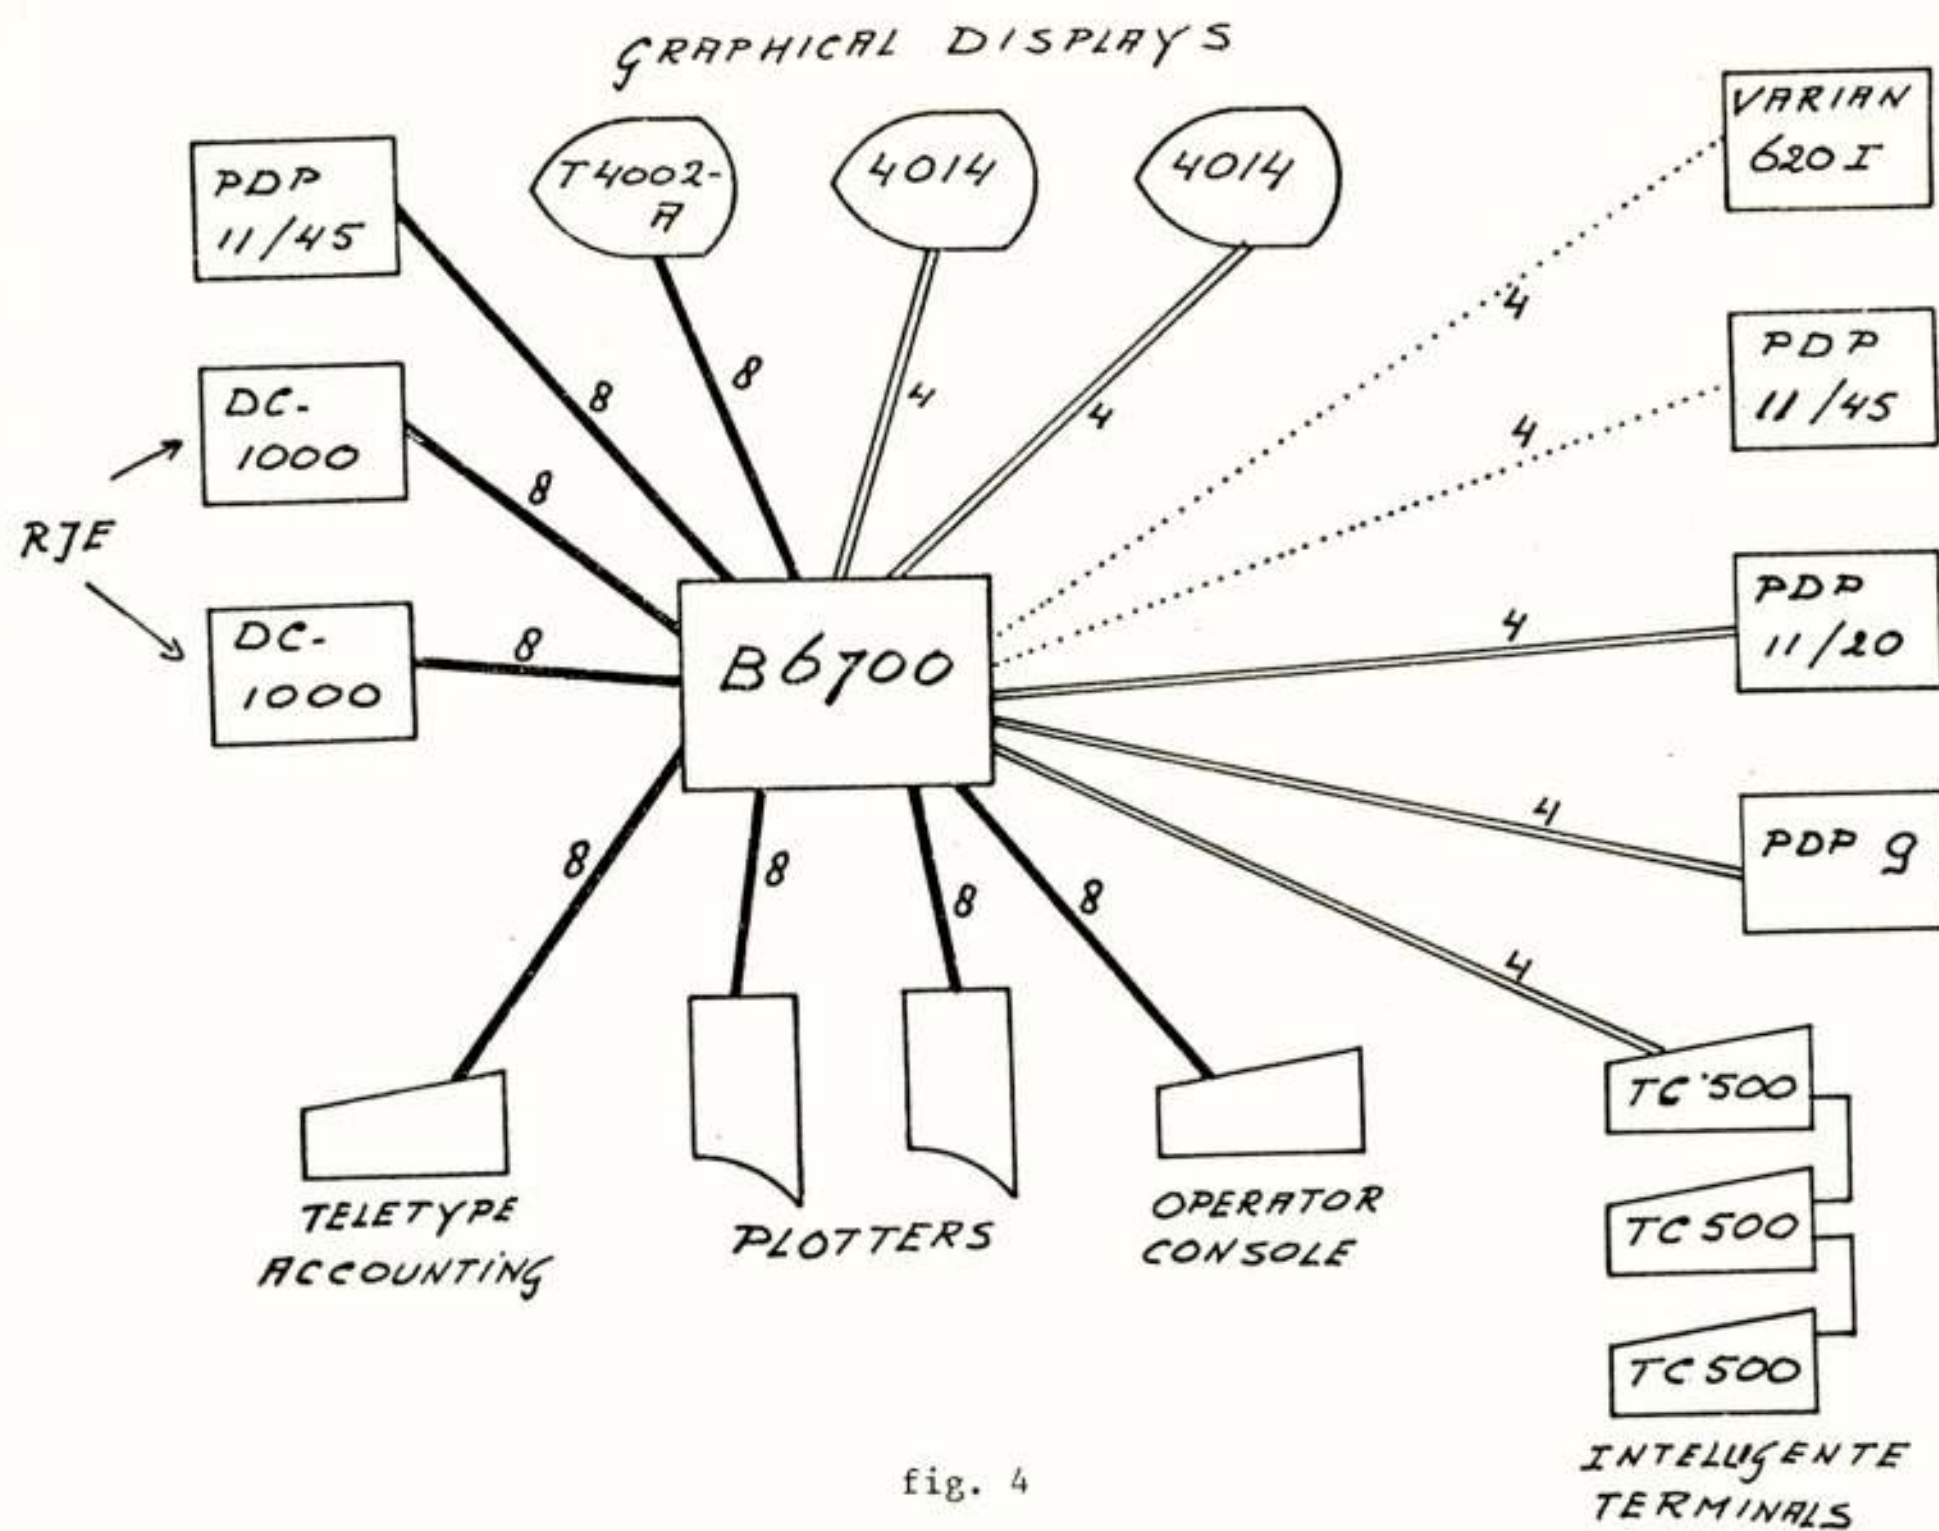 GRAPHICAL DISPLAYS
PDP
11/45
T4002-
A
4014
4014
VARIAN
620 I
8
8
4
4
4
PDP
11/45
4
DC-
1000
8
RJE
DC-
1000
8
B6700
4
PDP
11/20
4
PDP 9
8
8
8
8
4
TELETYPE
ACCOUNTING
PLOTTERS
OPERATOR
CONSOLE
TC 500
TC 500
TC 500
INTELLIGENTE
TERMINALS
fig. 4